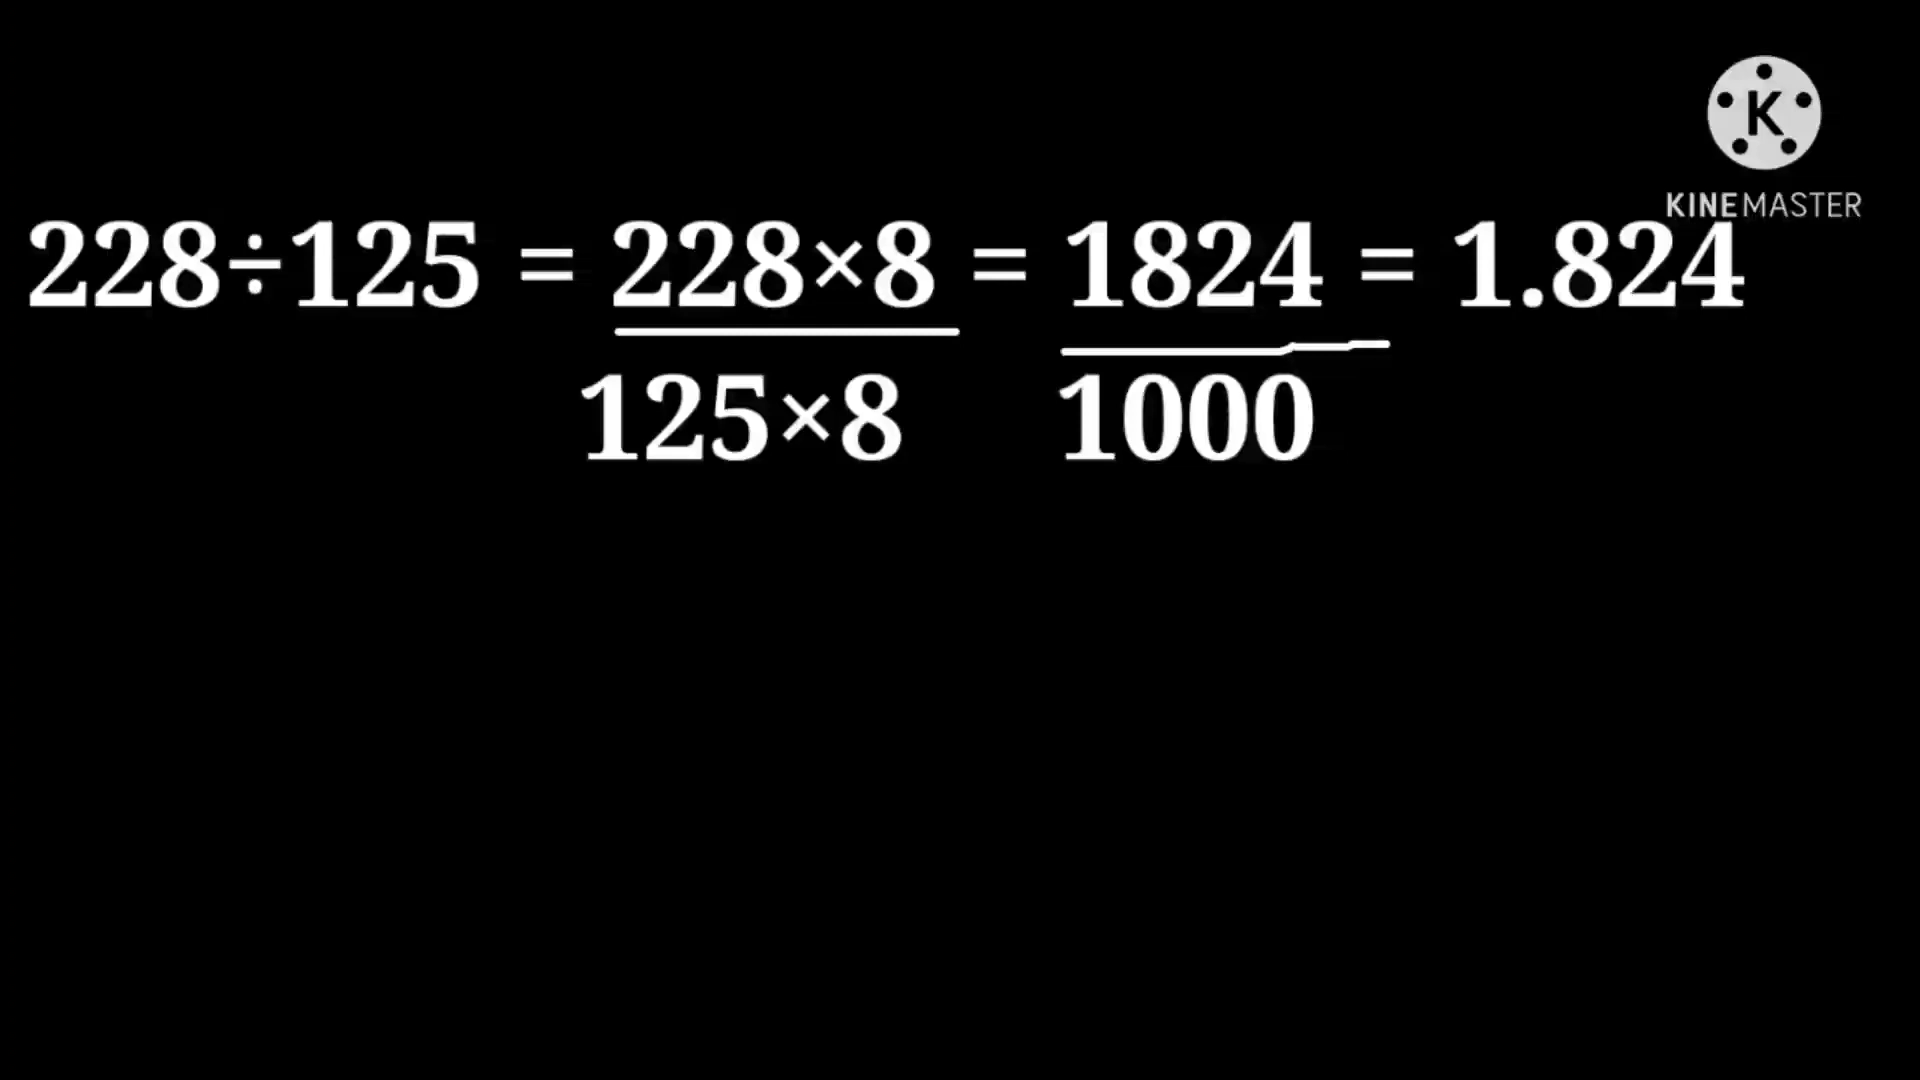 K
KINEMASTER
228÷125 = 228×8 = 1824 = 1.824
125×8 1000